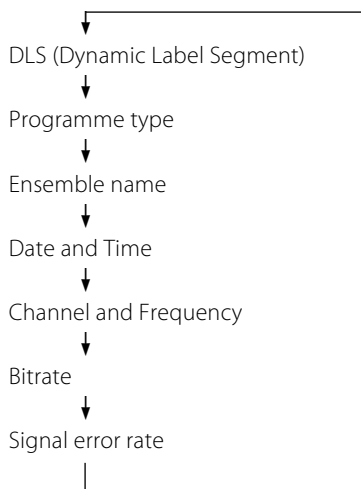 DLS (Dynamic Label Segment)
Programme type
Ensemble name
Date and Time
Channel and Frequency
Bitrate
Signal error rate